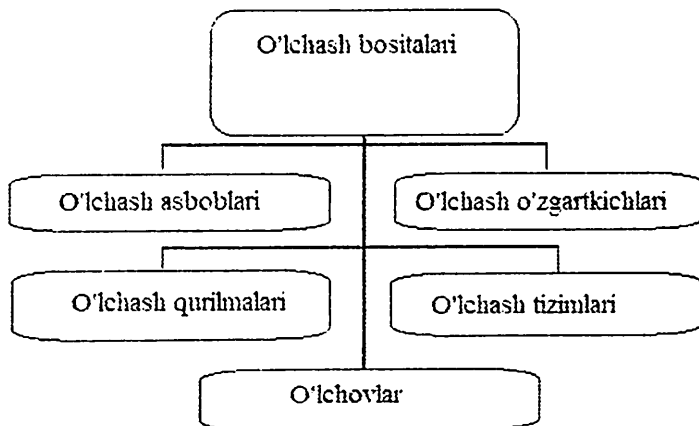 O'lchash bositalari
O'lchash asboblari
O'lchash o'zgartkichlari
O'lchash qurilmalari
O'lchash tizimlari
O'lchovlar